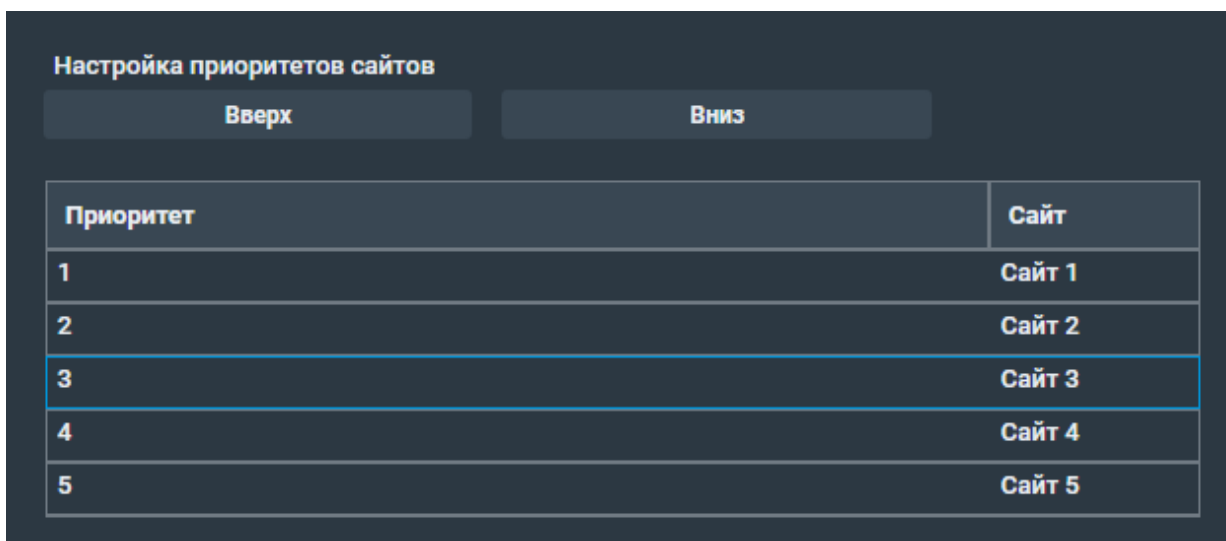 Настройка приоритетов сайтов
Вверх Вниз
Приоритет Сайт
1 Сайт 1
2 Сайт 2
3 Сайт 3
4 Сайт 4
5 Сайт 5